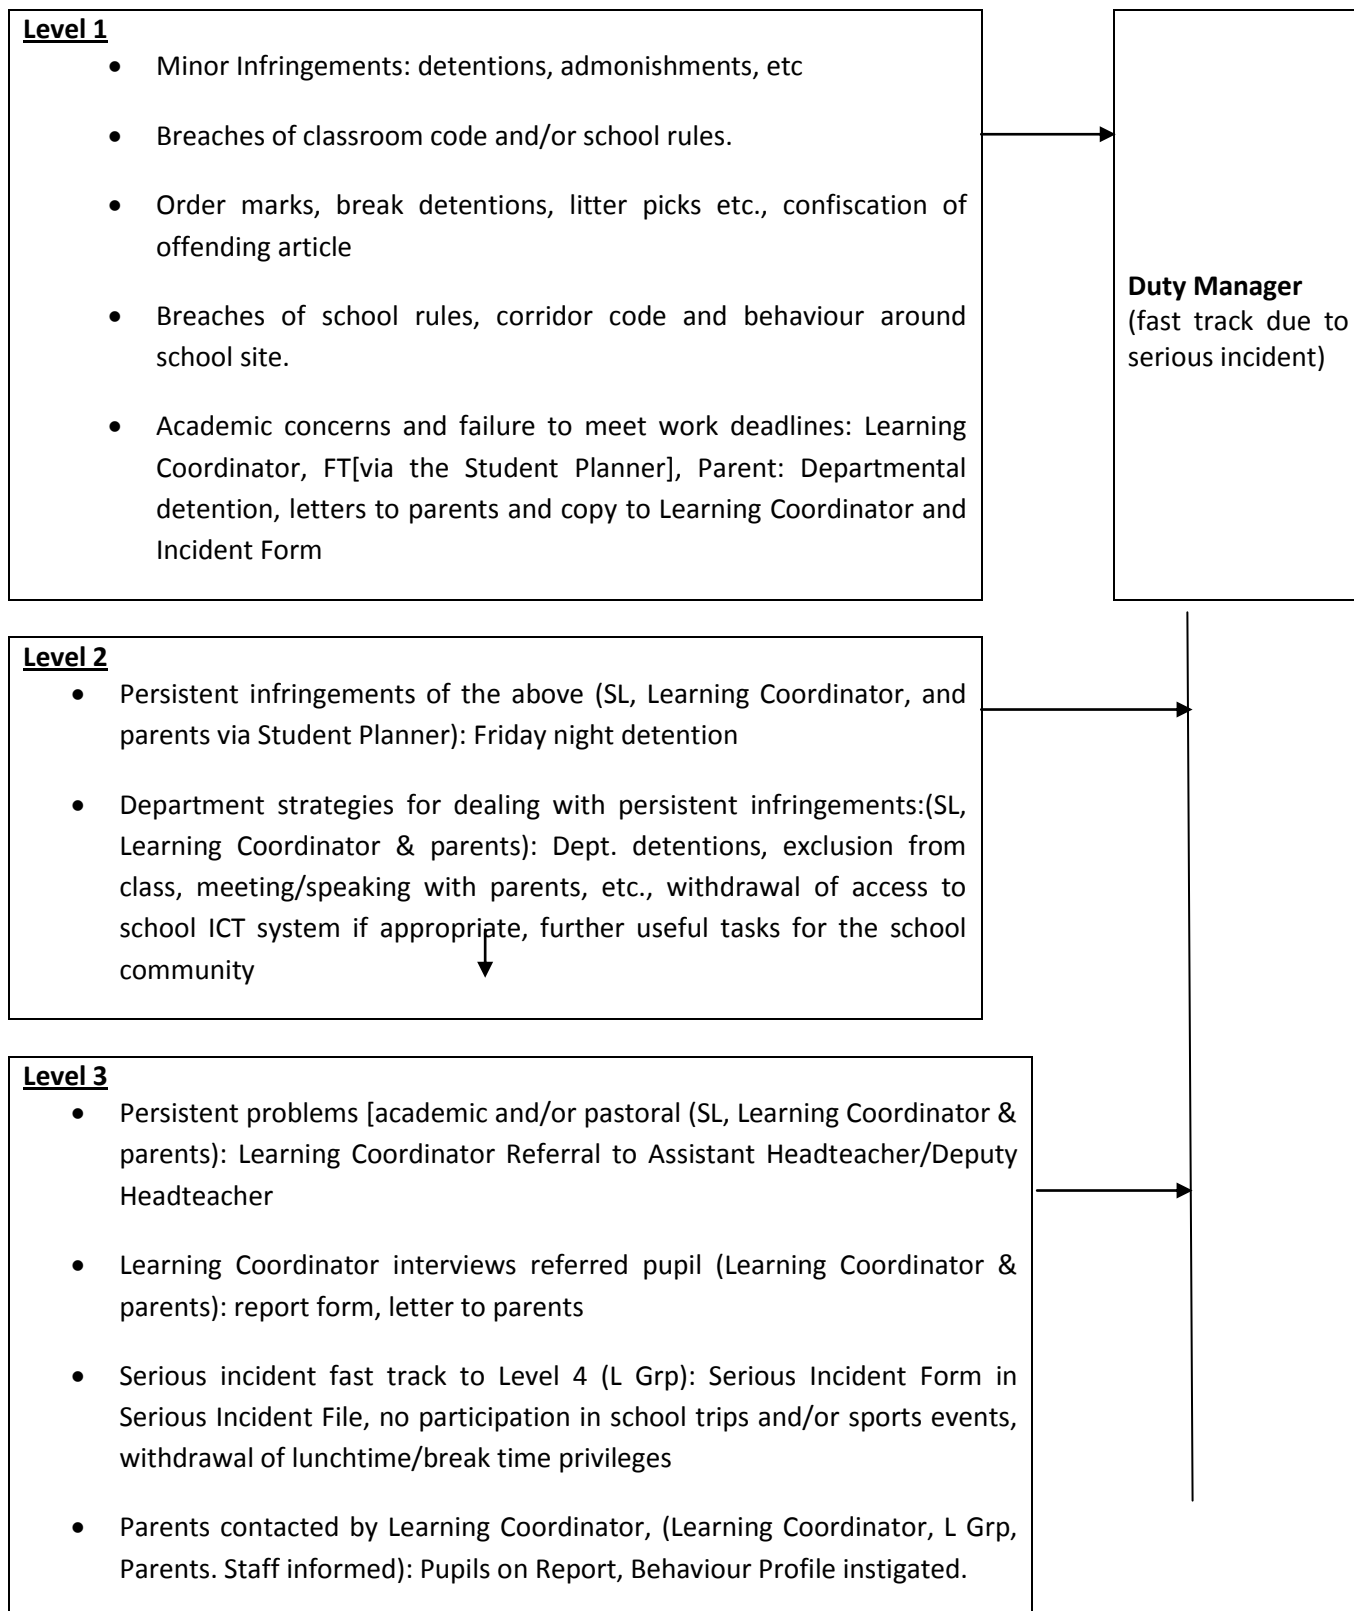 Level 1
• Minor Infringements: detentions, admonishments, etc
• Breaches of classroom code and/or school rules.
• Order marks, break detentions, litter picks etc., confiscation of
offending article
• Breaches of school rules, corridor code and behaviour around
school site.
• Academic concerns and failure to meet work deadlines: Learning
Coordinator, FT[via the Student Planner], Parent: Departmental
detention, letters to parents and copy to Learning Coordinator and
Incident Form
Duty Manager
(fast track due to
serious incident)
Level 2
• Persistent infringements of the above (SL, Learning Coordinator, and
parents via Student Planner): Friday night detention
• Department strategies for dealing with persistent infringements:(SL,
Learning Coordinator & parents): Dept. detentions, exclusion from
class, meeting/speaking with parents, etc., withdrawal of access to
school ICT system if appropriate, further useful tasks for the school
community
Level 3
• Persistent problems [academic and/or pastoral (SL, Learning Coordinator &
parents): Learning Coordinator Referral to Assistant Headteacher/Deputy
Headteacher
• Learning Coordinator interviews referred pupil (Learning Coordinator &
parents): report form, letter to parents
• Serious incident fast track to Level 4 (L Grp): Serious Incident Form in
Serious Incident File, no participation in school trips and/or sports events,
withdrawal of lunchtime/break time privileges
• Parents contacted by Learning Coordinator, (Learning Coordinator, L Grp,
Parents. Staff informed): Pupils on Report, Behaviour Profile instigated.